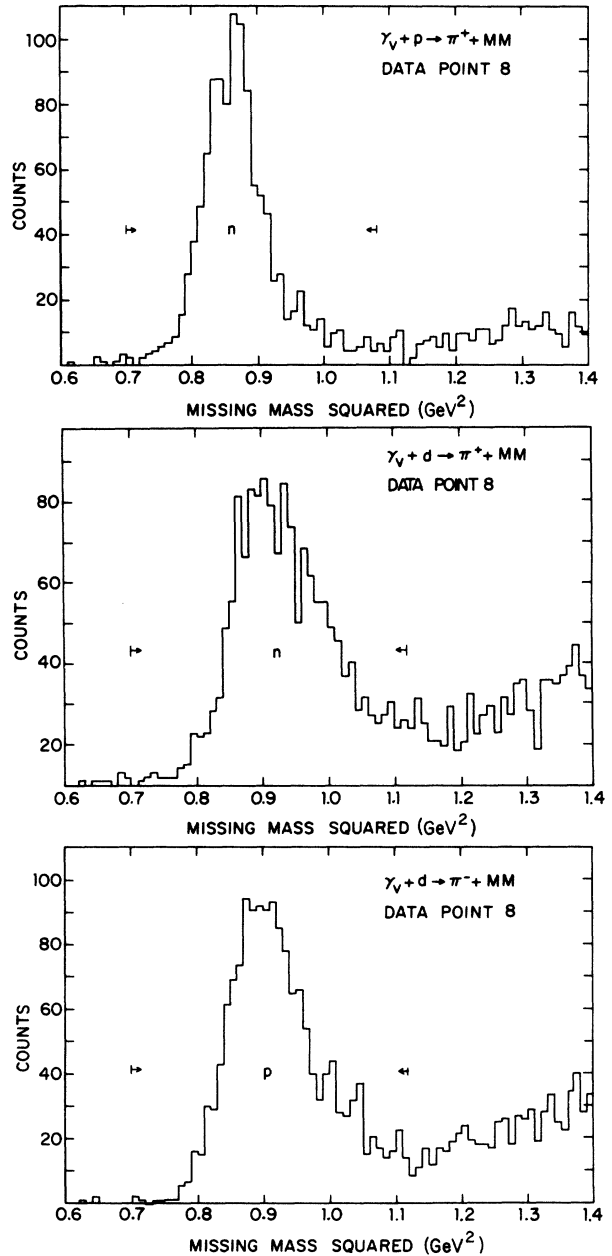 γᵥ + p → π⁺ + MM
DATA POINT 8
COUNTS
100
80
60
40
20
n
0.6 0.7 0.8 0.9 1.0 1.1 1.2 1.3 1.4
MISSING MASS SQUARED (GeV²)
γᵥ + d → π⁺ + MM
DATA POINT 8
COUNTS
80
60
40
20
n
0.6 0.7 0.8 0.9 1.0 1.1 1.2 1.3 1.4
MISSING MASS SQUARED (GeV²)
γᵥ + d → π⁻ + MM
DATA POINT 8
COUNTS
100
80
60
40
20
p
0.6 0.7 0.8 0.9 1.0 1.1 1.2 1.3 1.4
MISSING MASS SQUARED (GeV²)